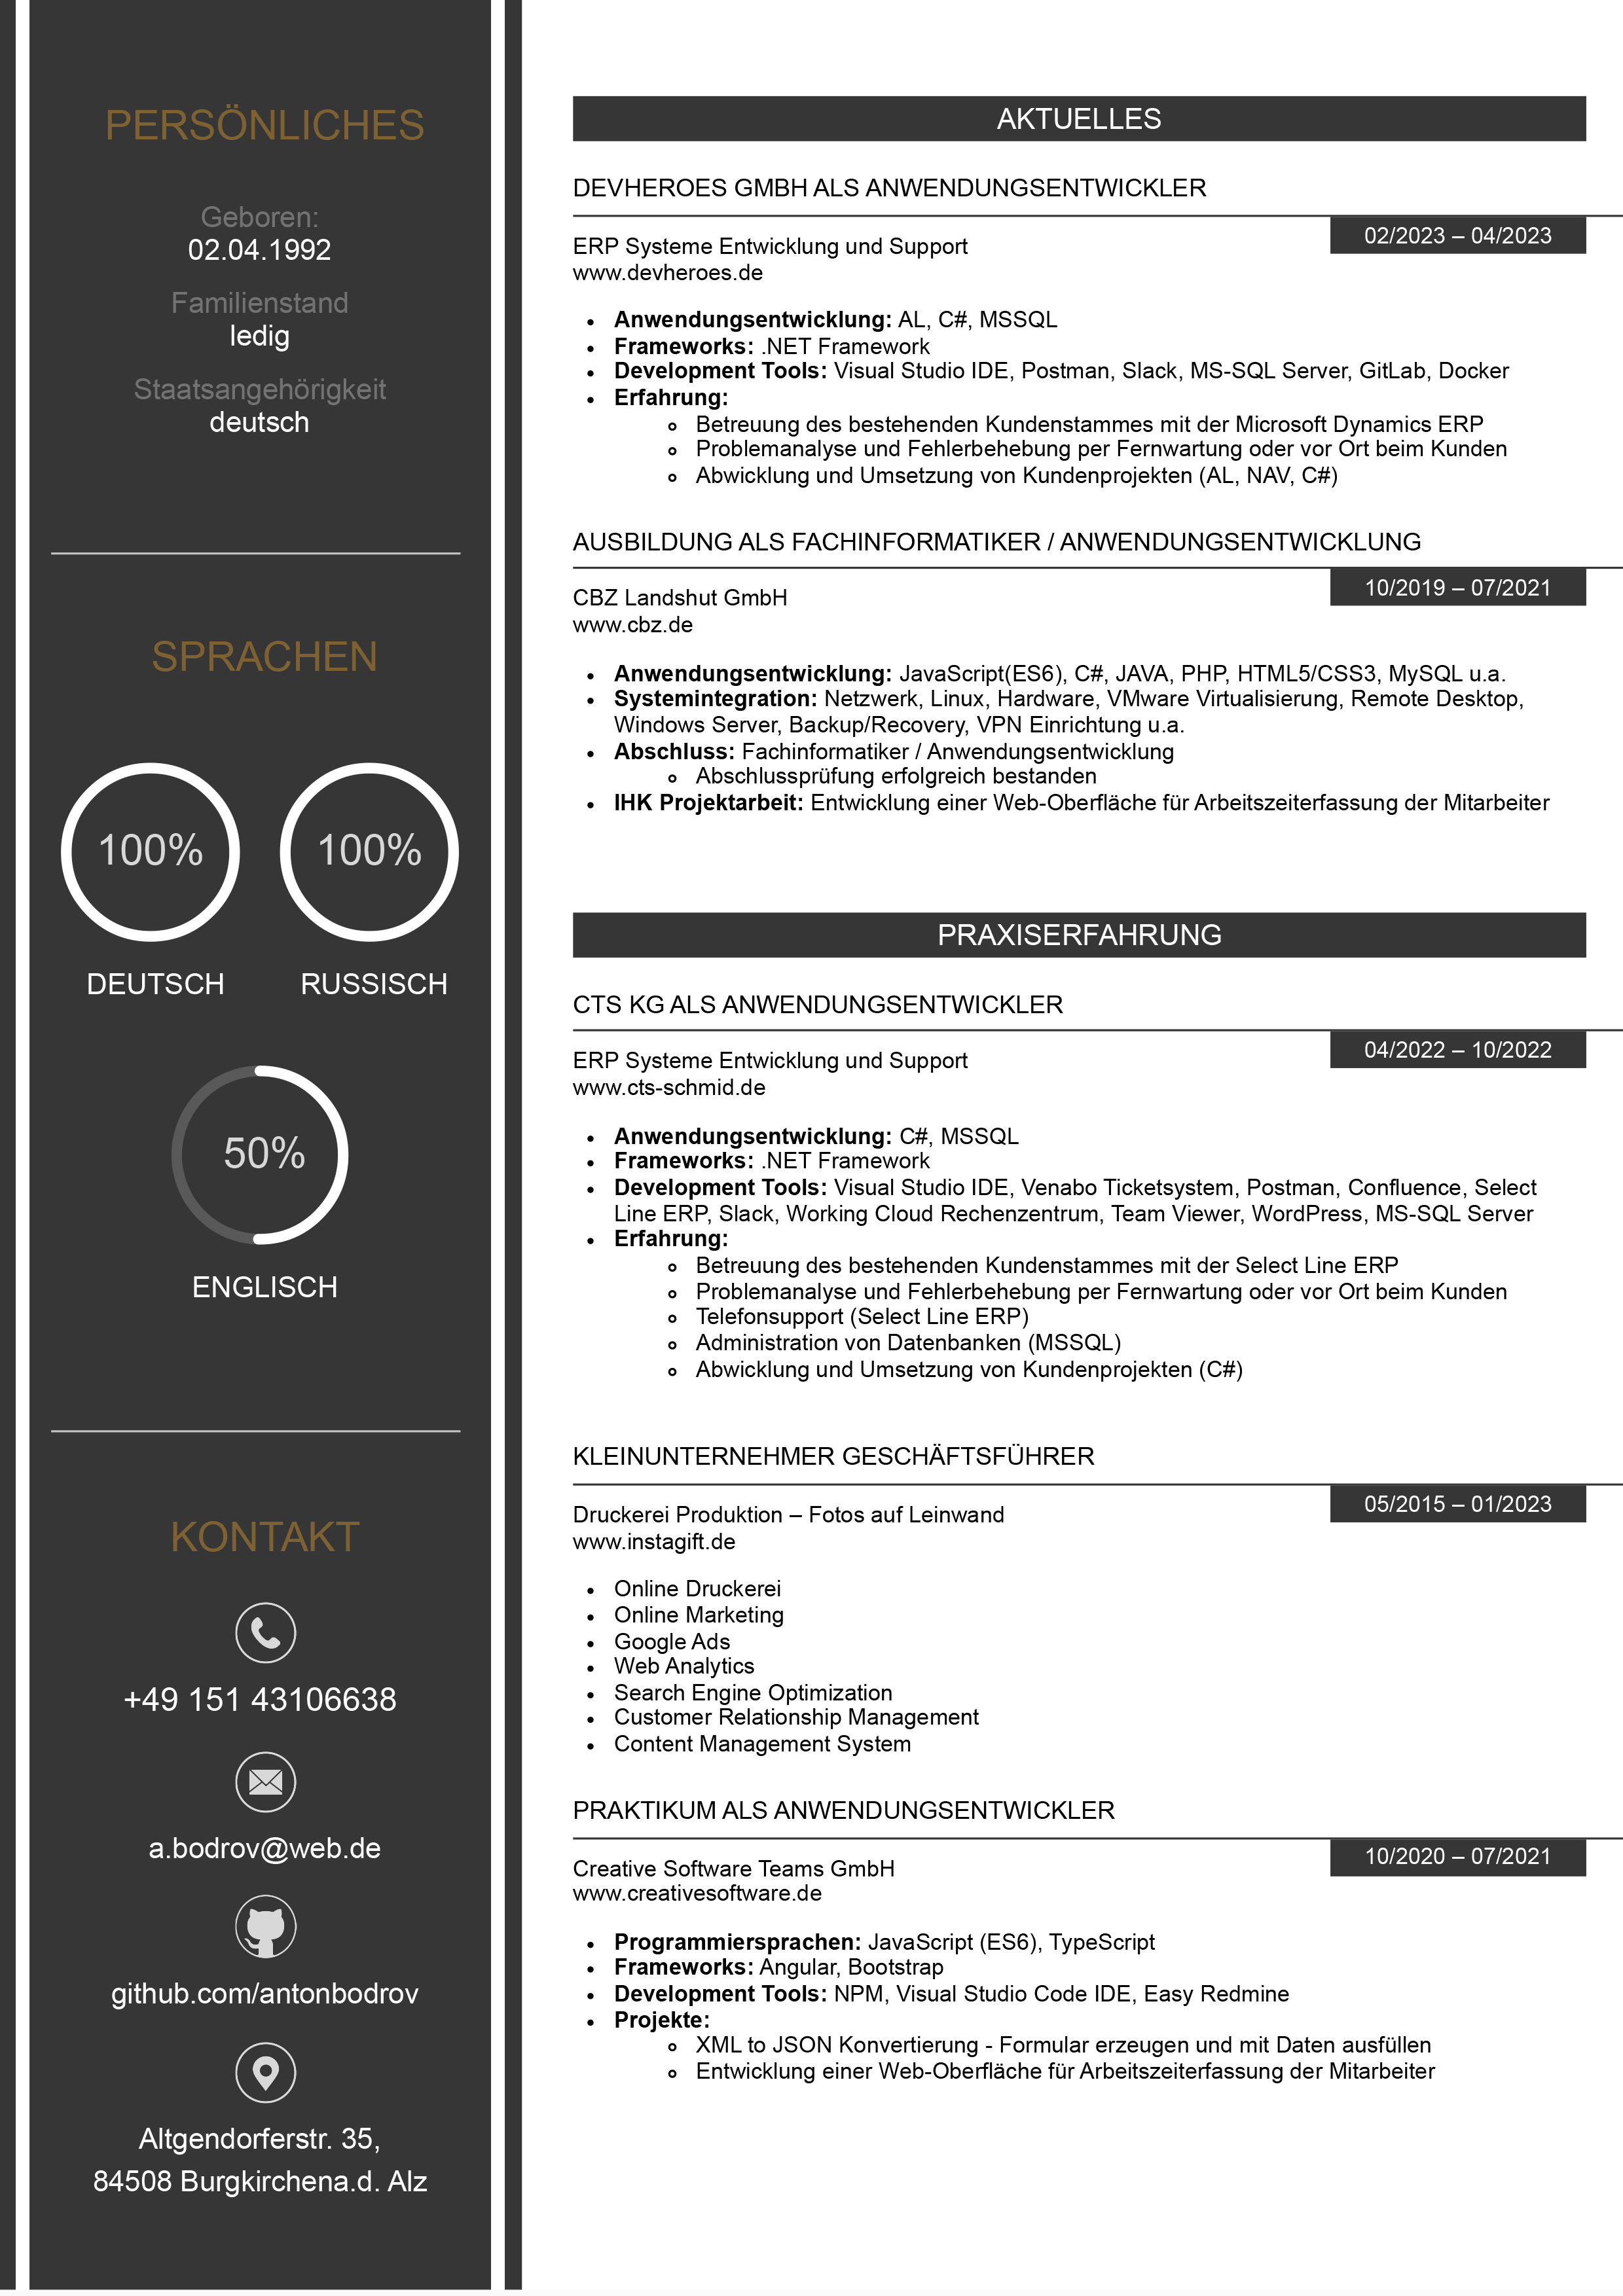 PERSÖNLICHES
Geboren:
02.04.1992
Familienstand
ledig
Staatsangehörigkeit
deutsch
SPRACHEN
100%
100%
DEUTSCH
RUSSISCH
50%
ENGLISCH
KONTAKT
+49 151 43106638
a.bodrov@web.de
github.com/antonbodrov
Altgendorferstr. 35,
84508 Burgkirchena.d. Alz
AKTUELLES
DEVHEROES GMBH ALS ANWENDUNGSENTWICKLER
02/2023 – 04/2023
ERP Systeme Entwicklung und Support
www.devheroes.de
• Anwendungsentwicklung: AL, C#, MSSQL
• Frameworks: .NET Framework
• Development Tools: Visual Studio IDE, Postman, Slack, MS-SQL Server, GitLab, Docker
• Erfahrung:
o Betreuung des bestehenden Kundenstammes mit der Microsoft Dynamics ERP
o Problemanalyse und Fehlerbehebung per Fernwartung oder vor Ort beim Kunden
o Abwicklung und Umsetzung von Kundenprojekten (AL, NAV, C#)
AUSBILDUNG ALS FACHINFORMATIKER / ANWENDUNGSENTWICKLUNG
10/2019 – 07/2021
CBZ Landshut GmbH
www.cbz.de
• Anwendungsentwicklung: JavaScript(ES6), C#, JAVA, PHP, HTML5/CSS3, MySQL u.a.
• Systemintegration: Netzwerk, Linux, Hardware, VMware Virtualisierung, Remote Desktop,
Windows Server, Backup/Recovery, VPN Einrichtung u.a.
• Abschluss: Fachinformatiker / Anwendungsentwicklung
o Abschlussprüfung erfolgreich bestanden
• IHK Projektarbeit: Entwicklung einer Web-Oberfläche für Arbeitszeiterfassung der Mitarbeiter
PRAXISERFAHRUNG
CTS KG ALS ANWENDUNGSENTWICKLER
04/2022 – 10/2022
ERP Systeme Entwicklung und Support
www.cts-schmid.de
• Anwendungsentwicklung: C#, MSSQL
• Frameworks: .NET Framework
• Development Tools: Visual Studio IDE, Venabo Ticketsystem, Postman, Confluence, Select
Line ERP, Slack, Working Cloud Rechenzentrum, Team Viewer, WordPress, MS-SQL Server
• Erfahrung:
o Betreuung des bestehenden Kundenstammes mit der Select Line ERP
o Problemanalyse und Fehlerbehebung per Fernwartung oder vor Ort beim Kunden
o Telefonsupport (Select Line ERP)
o Administration von Datenbanken (MSSQL)
o Abwicklung und Umsetzung von Kundenprojekten (C#)
KLEINUNTERNEHMER GESCHÄFTSFÜHRER
05/2015 – 01/2023
Druckerei Produktion – Fotos auf Leinwand
www.instagift.de
• Online Druckerei
• Online Marketing
• Google Ads
• Web Analytics
• Search Engine Optimization
• Customer Relationship Management
• Content Management System
PRAKTIKUM ALS ANWENDUNGSENTWICKLER
10/2020 – 07/2021
Creative Software Teams GmbH
www.creativesoftware.de
• Programmiersprachen: JavaScript (ES6), TypeScript
• Frameworks: Angular, Bootstrap
• Development Tools: NPM, Visual Studio Code IDE, Easy Redmine
• Projekte:
o XML to JSON Konvertierung - Formular erzeugen und mit Daten ausfüllen
o Entwicklung einer Web-Oberfläche für Arbeitszeiterfassung der Mitarbeiter